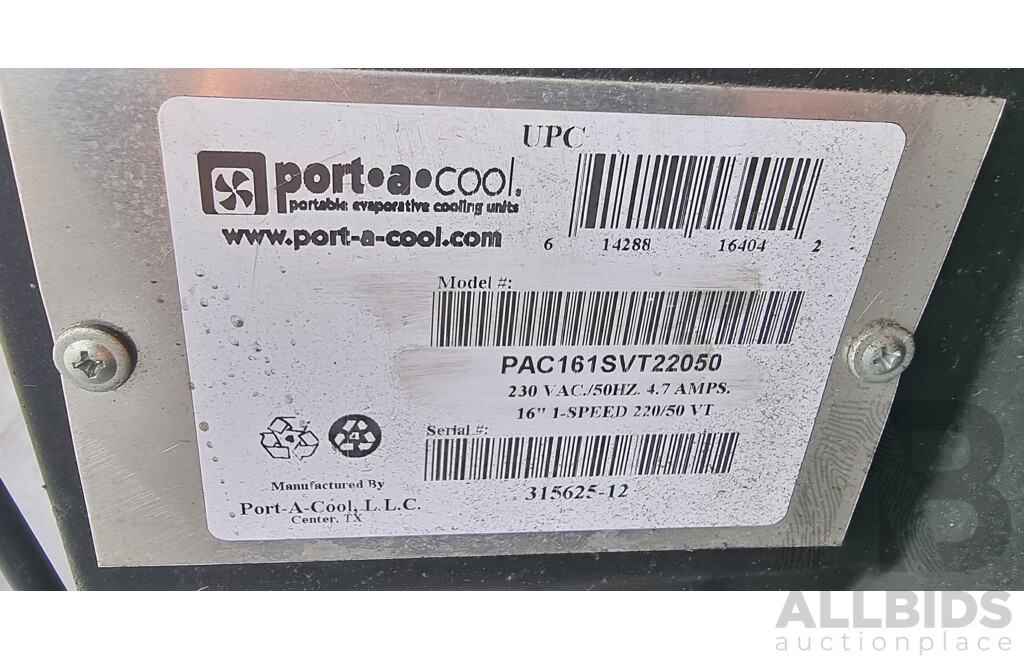 UPC
port•a•cool.
portable evaporative cooling units
www.port-a-cool.com
6 14288 16404 2
Model #:
PAC161SVT22050
230 VAC./50HZ. 4.7 AMPS.
16" 1-SPEED 220/50 VT
Serial #:
315625-12
4
Manufactured By
Port-A-Cool, L.L.C.
Center, TX
B
ALLBIDS
auctionplace